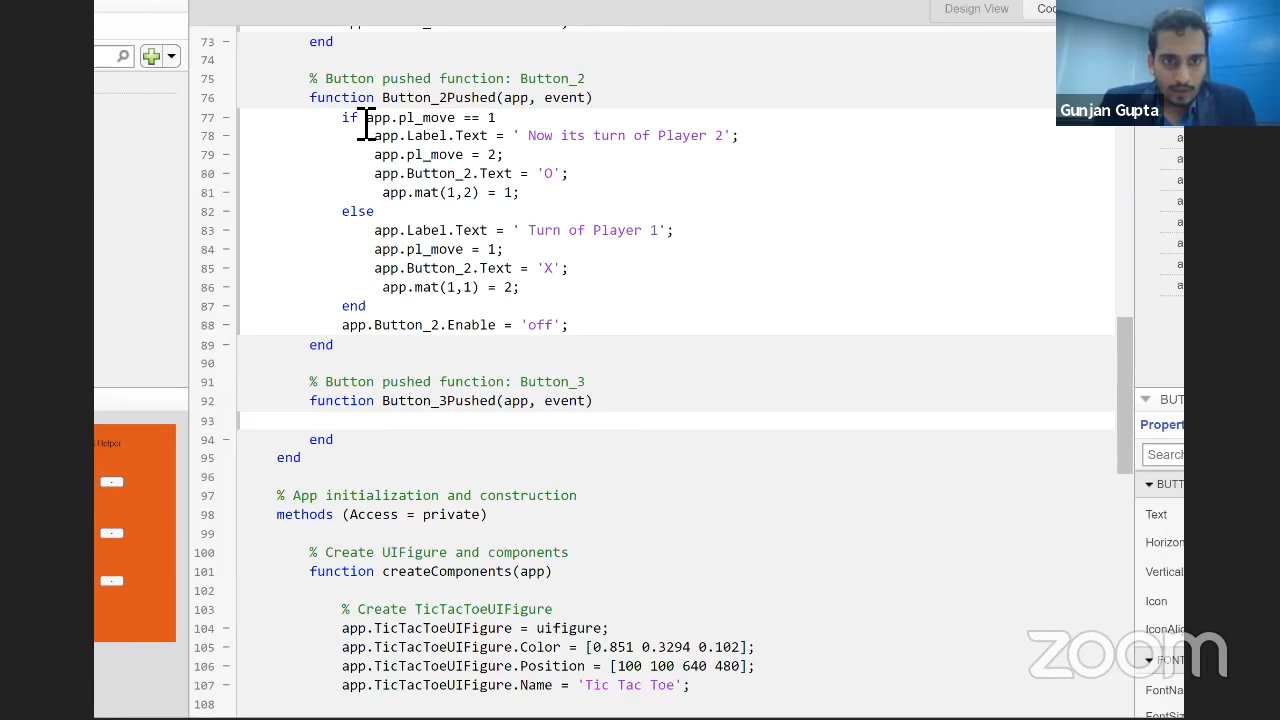 Design View
Co
73 – end
74
75 % Button pushed function: Button_2
76 – function Button_2Pushed(app, event)
77 – if app.pl_move == 1
78 – app.Label.Text = ' Now its turn of Player 2';
79 – app.pl_move = 2;
80 – app.Button_2.Text = 'O';
81 – app.mat(1,2) = 1;
82 – else
83 – app.Label.Text = ' Turn of Player 1';
84 – app.pl_move = 1;
85 – app.Button_2.Text = 'X';
86 – app.mat(1,1) = 2;
87 – end
88 – app.Button_2.Enable = 'off';
89 – end
90
91 % Button pushed function: Button_3
92 – function Button_3Pushed(app, event)
93
94 – end
95 end
96
97 % App initialization and construction
98 methods (Access = private)
99
100 % Create UIFigure and components
101 function createComponents(app)
102
103 % Create TicTacToeUIFigure
104 – app.TicTacToeUIFigure = uifigure;
105 – app.TicTacToeUIFigure.Color = [0.851 0.3294 0.102];
106 – app.TicTacToeUIFigure.Position = [100 100 640 480];
107 – app.TicTacToeUIFigure.Name = 'Tic Tac Toe';
108
Gunjan Gupta
s Helper
a
a
a
a
a
a
a
BUT
Propert
Search
BUTT
Text
Horizon
Vertical
Icon
IconAli
FONT
FontNa
FontSiz
zoom